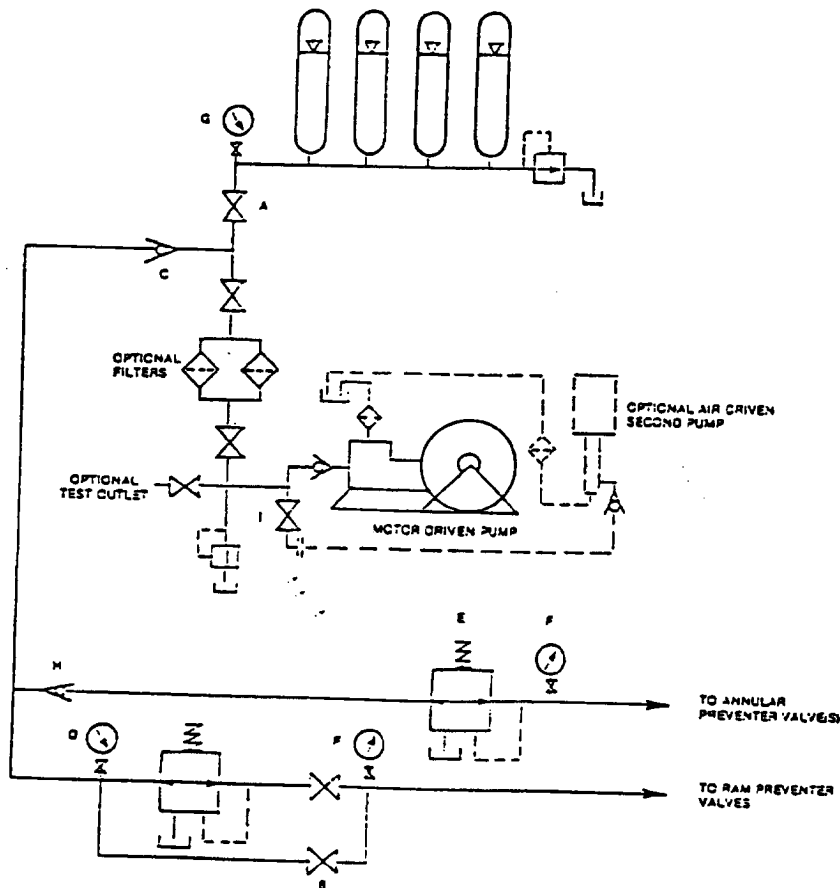 G
A
C
OPTIONAL
FILTERS
OPTIONAL AIR DRIVEN
SECOND PUMP
OPTIONAL
TEST OUTLET
I
MOTOR DRIVEN PUMP
E
F
H
TO ANNULAR
PREVENTER VALVE(S)
F
TO RAM PREVENTER
VALVES